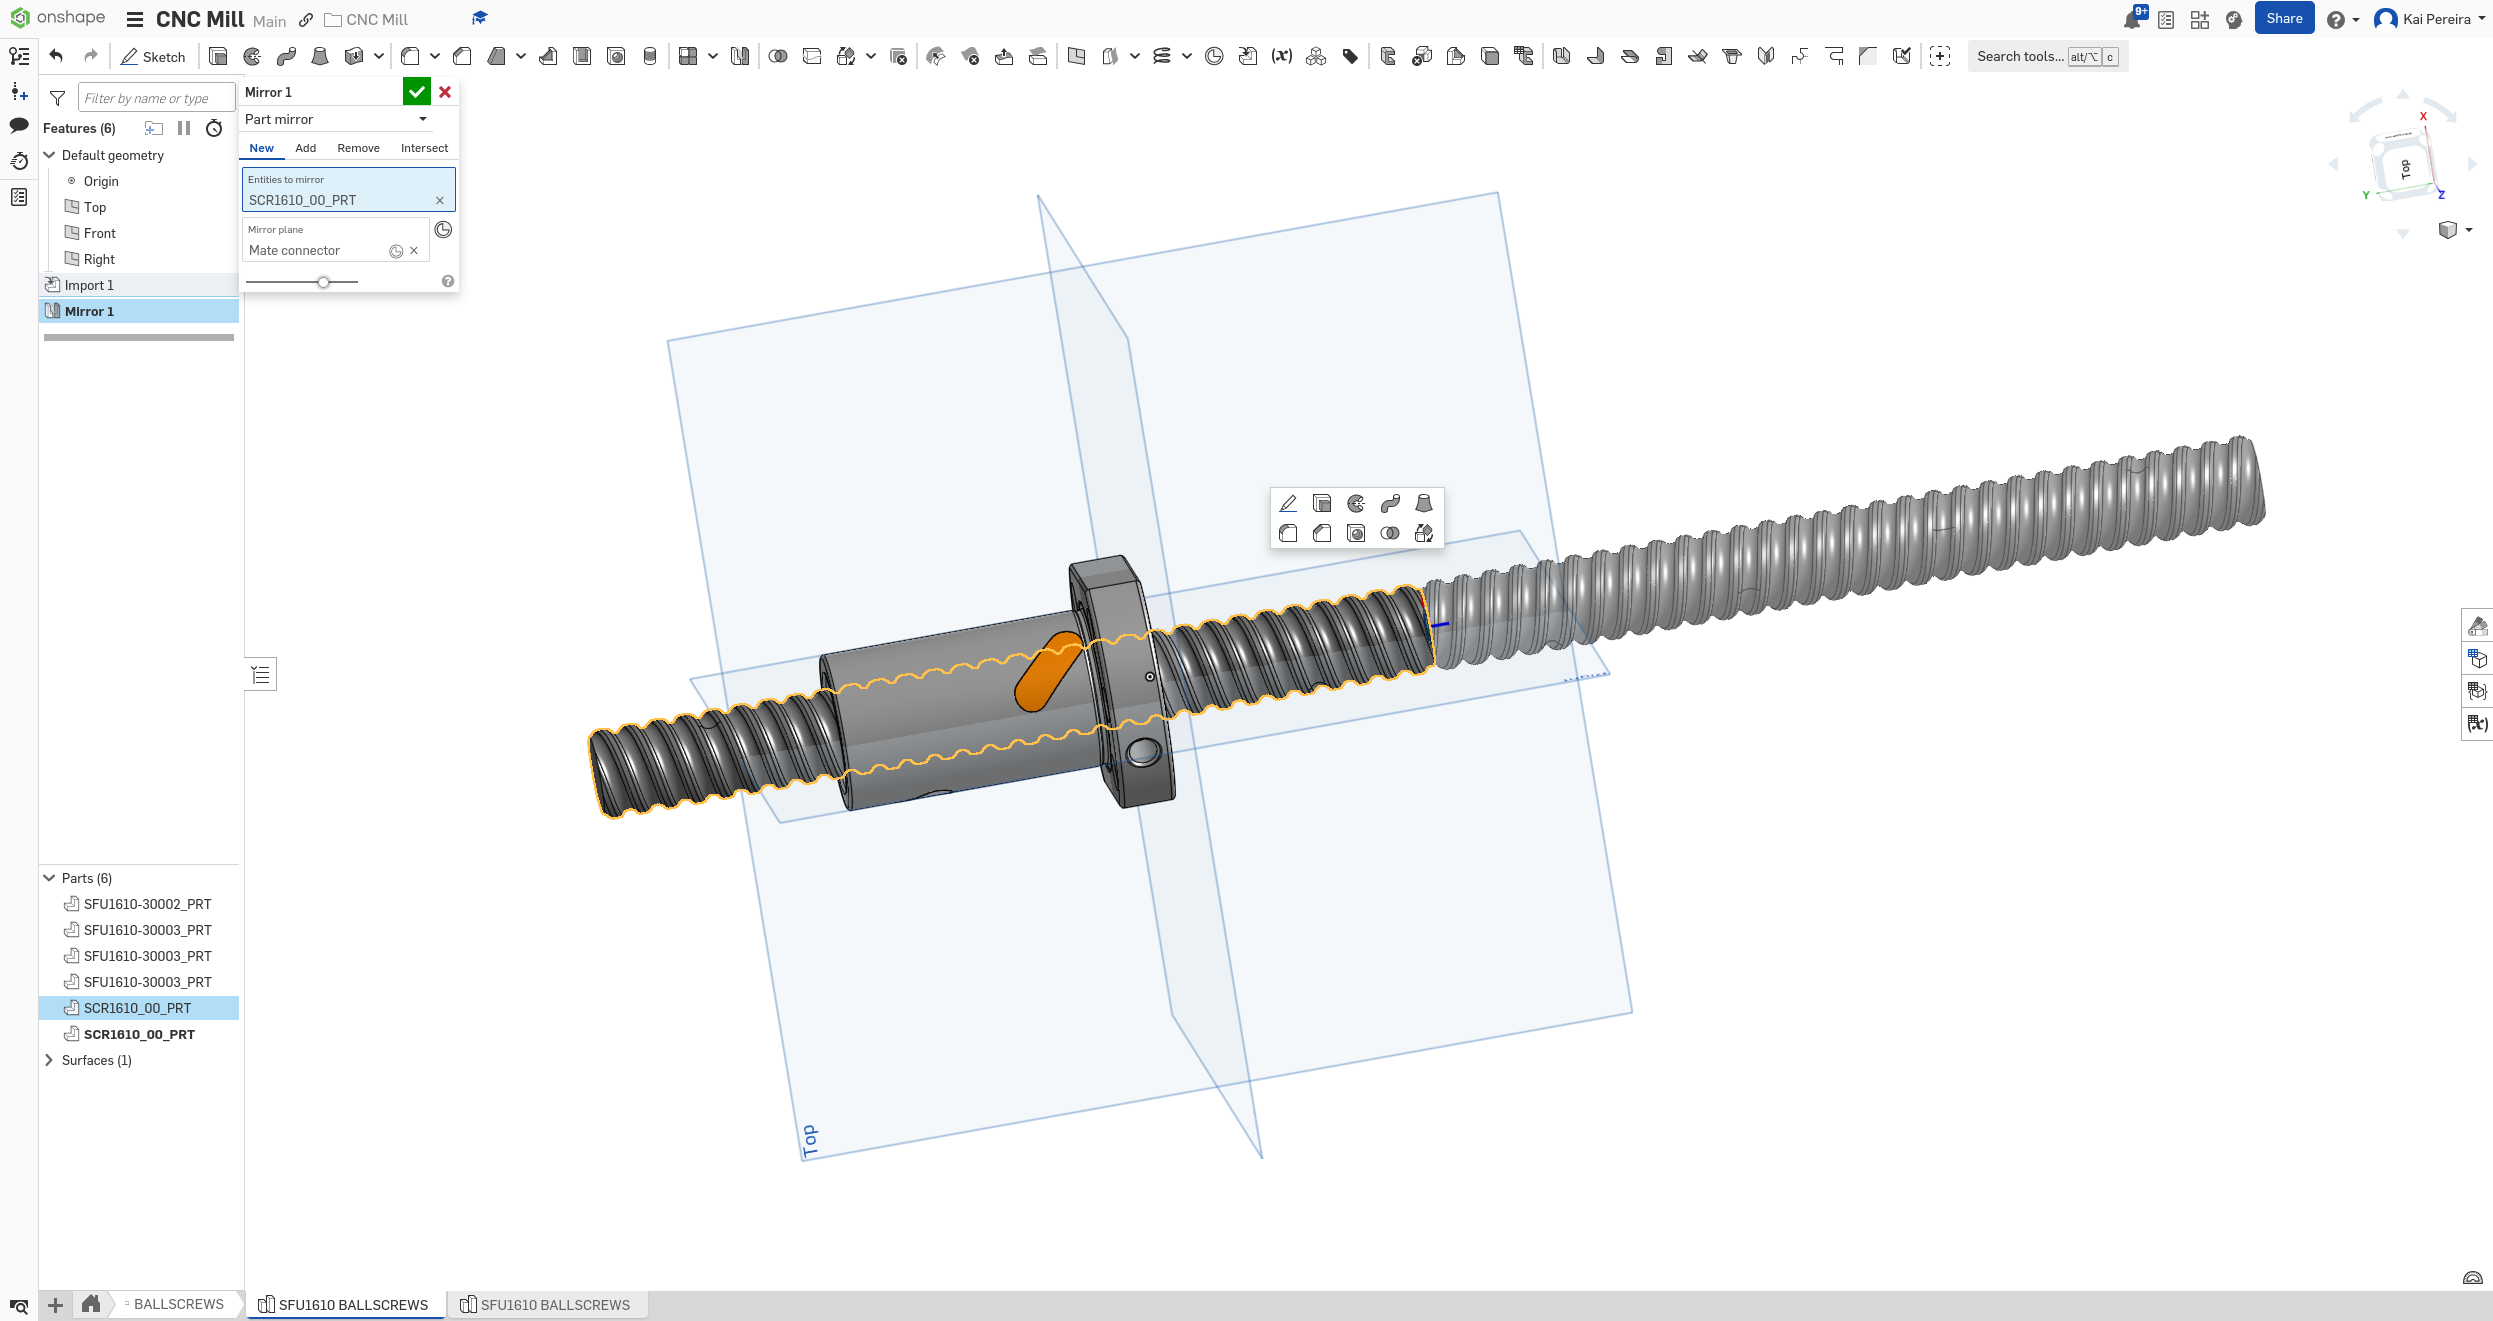 onshape
CNC Mill Main CNC Mill
9+
Share
Kai Pereira
Sketch
Search tools... alt/⌥ c
Filter by name or type
Features (6)
Default geometry
Origin
Top
Front
Right
Import 1
Mirror 1
Mirror 1
Part mirror
New Add Remove Intersect
Entities to mirror
SCR1610_00_PRT
Mirror plane
Mate connector
X
Top
Y
Z
Top
Parts (6)
SFU1610-30002_PRT
SFU1610-30003_PRT
SFU1610-30003_PRT
SFU1610-30003_PRT
SCR1610_00_PRT
SCR1610_00_PRT
Surfaces (1)
BALLSCREWS
SFU1610 BALLSCREWS
SFU1610 BALLSCREWS